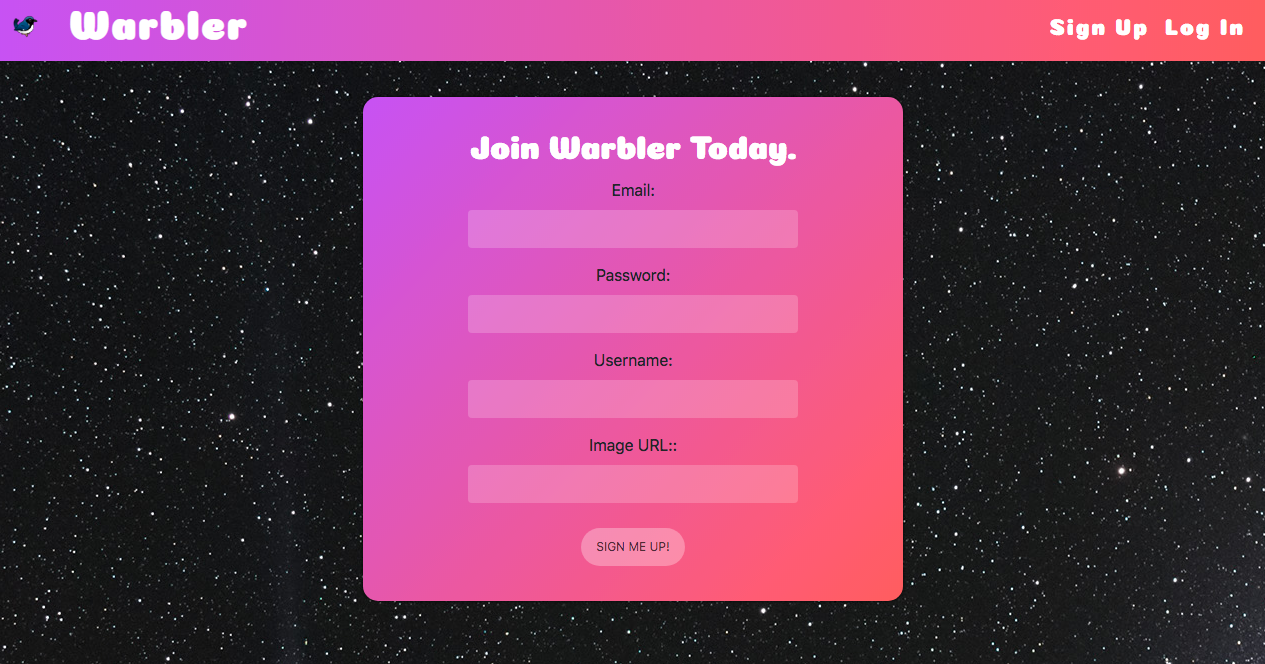 Warbler
Sign Up Log In
Join Warbler Today.
Email:
Password:
Username:
Image URL::
SIGN ME UP!